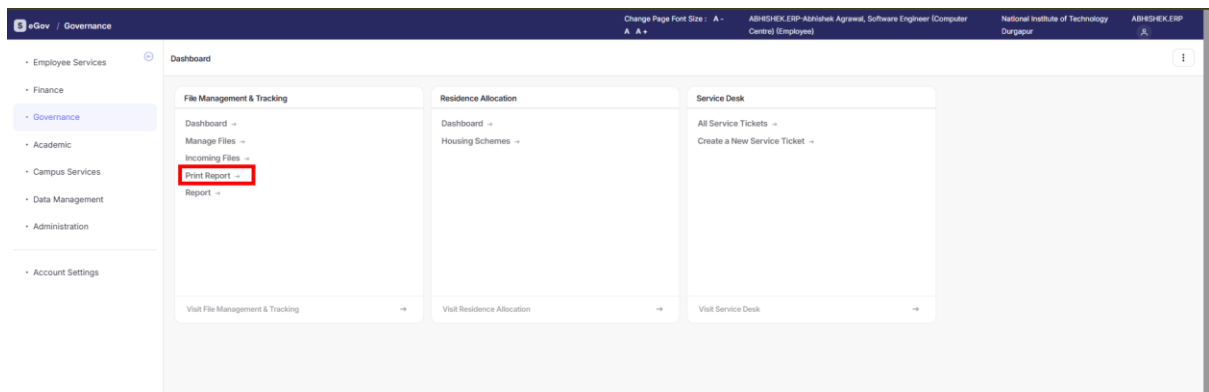 S eGov / Governance
Change Page Font Size : A -
A A +
ABHISHEK.ERP-Abhishek Agrawal, Software Engineer (Computer
Centre) (Employee)
National Institute of Technology
Durgapur
ABHISHEK.ERP
Employee Services
Finance
Governance
Academic
Campus Services
Data Management
Administration
Account Settings
Dashboard
File Management & Tracking
Dashboard →
Manage Files →
Incoming Files →
Print Report →
Report →
Visit File Management & Tracking →
Residence Allocation
Dashboard →
Housing Schemes →
Visit Residence Allocation →
Service Desk
All Service Tickets →
Create a New Service Ticket →
Visit Service Desk →